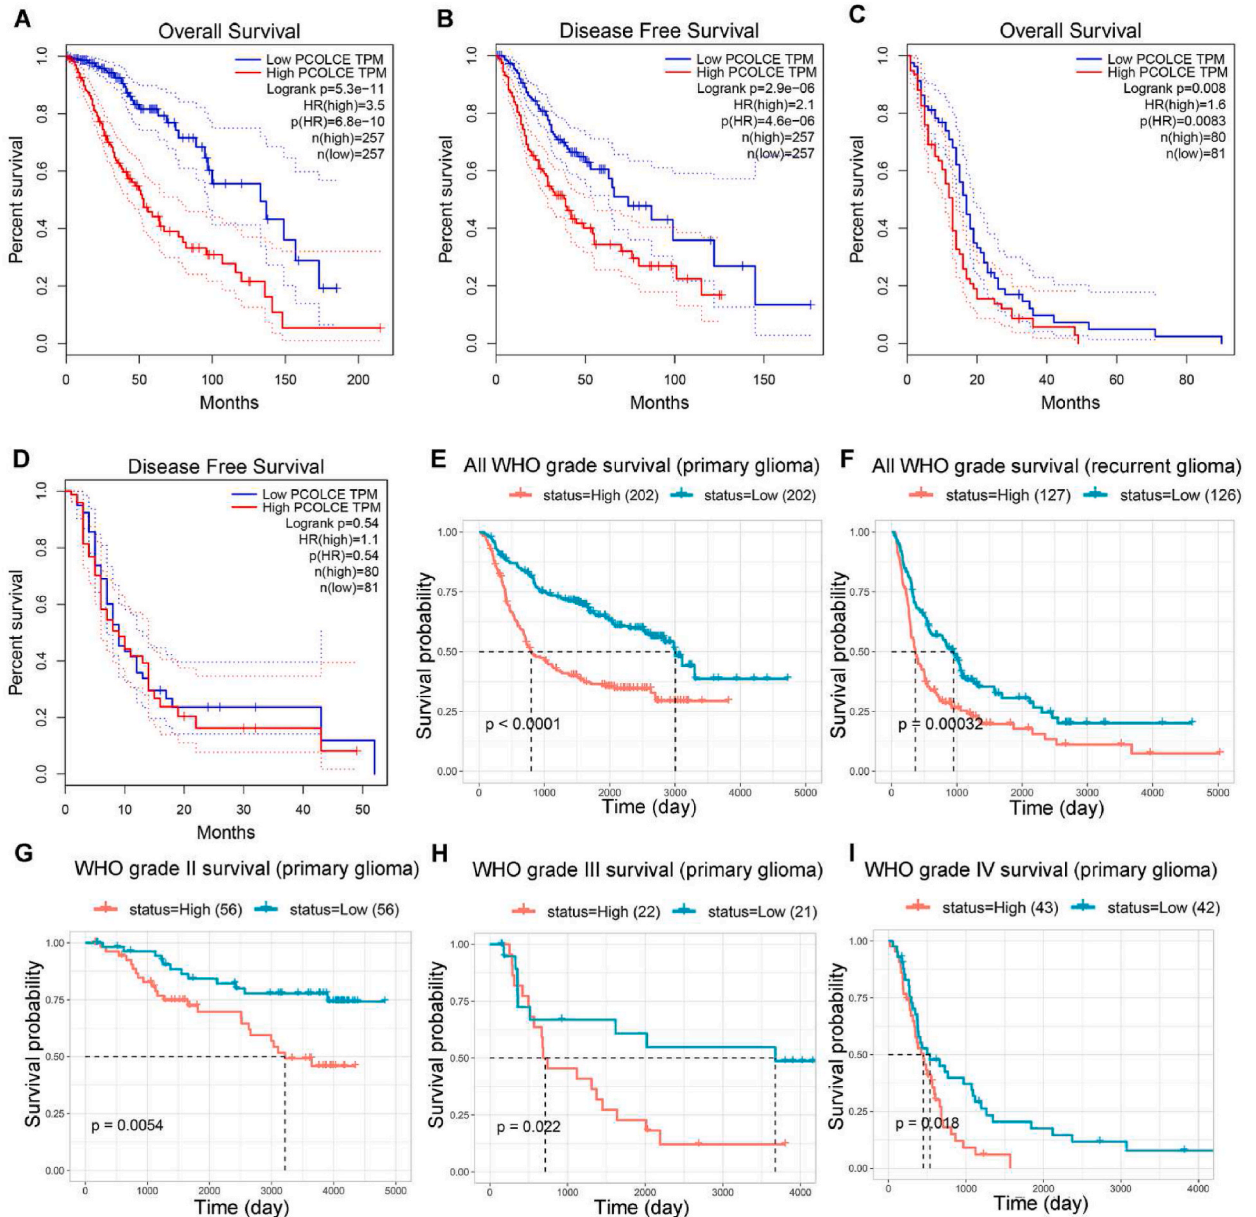 A
Overall Survival
Percent survival
1.0
0.8
0.6
0.4
0.2
0.0
Low PCOLCE TPM
High PCOLCE TPM
Logrank p=5.3e−11
HR(high)=3.5
p(HR)=6.8e−10
n(high)=257
n(low)=257
0 50 100 150 200
Months
B
Disease Free Survival
Percent survival
1.0
0.8
0.6
0.4
0.2
0.0
Low PCOLCE TPM
High PCOLCE TPM
Logrank p=2.9e−06
HR(high)=2.1
p(HR)=4.6e−06
n(high)=257
n(low)=257
0 50 100 150
Months
C
Overall Survival
Percent survival
1.0
0.8
0.6
0.4
0.2
0.0
Low PCOLCE TPM
High PCOLCE TPM
Logrank p=0.008
HR(high)=1.6
p(HR)=0.0083
n(high)=80
n(low)=81
0 20 40 60 80
Months
D
Disease Free Survival
Percent survival
1.0
0.8
0.6
0.4
0.2
0.0
Low PCOLCE TPM
High PCOLCE TPM
Logrank p=0.54
HR(high)=1.1
p(HR)=0.54
n(high)=80
n(low)=81
0 10 20 30 40 50
Months
E
All WHO grade survival (primary glioma)
status=High (202) status=Low (202)
Survival probability
1.00
0.75
0.50
0.25
0.00
p < 0.0001
0 1000 2000 3000 4000 5000
Time (day)
F
All WHO grade survival (recurrent glioma)
status=High (127) status=Low (126)
Survival probability
1.00
0.75
0.50
0.25
0.00
p = 0.00032
0 1000 2000 3000 4000 5000
Time (day)
G
WHO grade II survival (primary glioma)
status=High (56) status=Low (56)
Survival probability
1.00
0.75
0.50
0.25
0.00
p = 0.0054
0 1000 2000 3000 4000 5000
Time (day)
H
WHO grade III survival (primary glioma)
status=High (22) status=Low (21)
Survival probability
1.00
0.75
0.50
0.25
0.00
p = 0.022
0 1000 2000 3000 4000
Time (day)
I
WHO grade IV survival (primary glioma)
status=High (43) status=Low (42)
Survival probability
1.00
0.75
0.50
0.25
0.00
p = 0.018
0 1000 2000 3000 4000
Time (day)